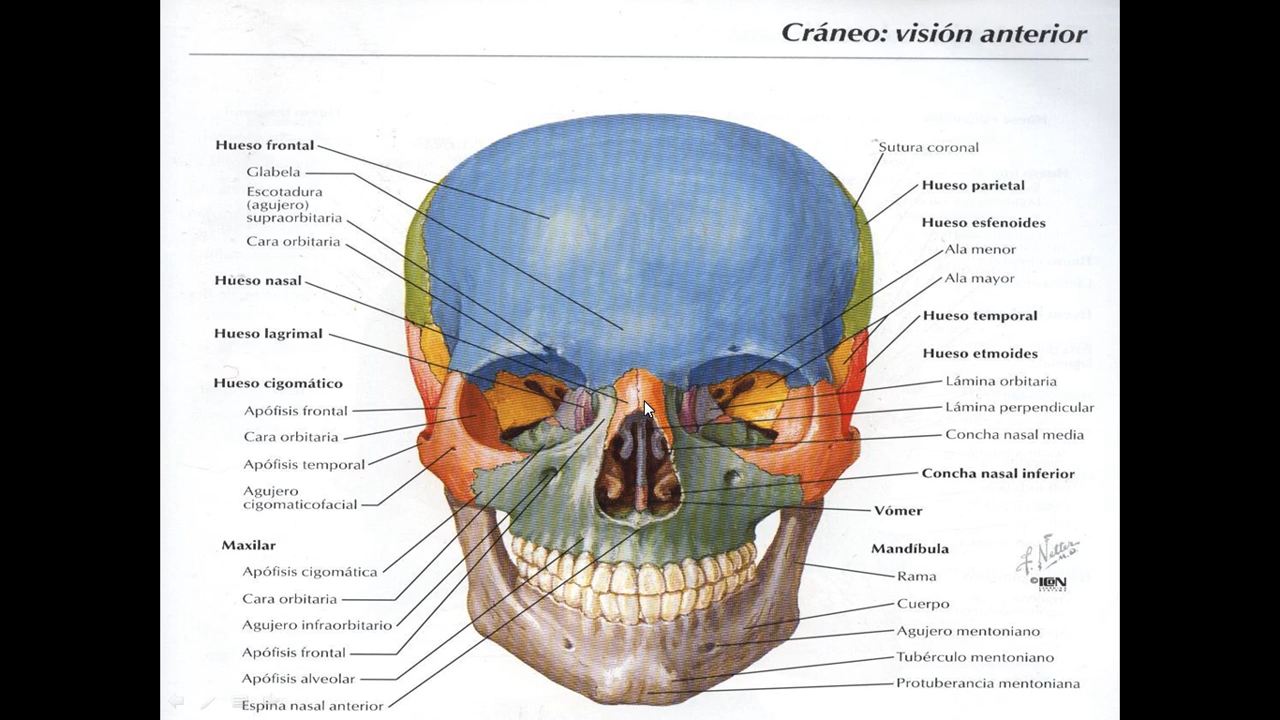 Cráneo: visión anterior
Hueso frontal
Glabela
Escotadura
(agujero)
supraorbitaria
Cara orbitaria
Hueso nasal
Hueso lagrimal
Hueso cigomático
Apófisis frontal
Cara orbitaria
Apófisis temporal
Agujero
cigomaticofacial
Maxilar
Apófisis cigomática
Cara orbitaria
Agujero infraorbitario
Apófisis frontal
Apófisis alveolar
Espina nasal anterior
Sutura coronal
Hueso parietal
Hueso esfenoides
Ala menor
Ala mayor
Hueso temporal
Hueso etmoides
Lámina orbitaria
Lámina perpendicular
Concha nasal media
Concha nasal inferior
Vómer
Mandíbula
Rama
Cuerpo
Agujero mentoniano
Tubérculo mentoniano
Protuberancia mentoniana
F. Netter
M.D.
©ICON